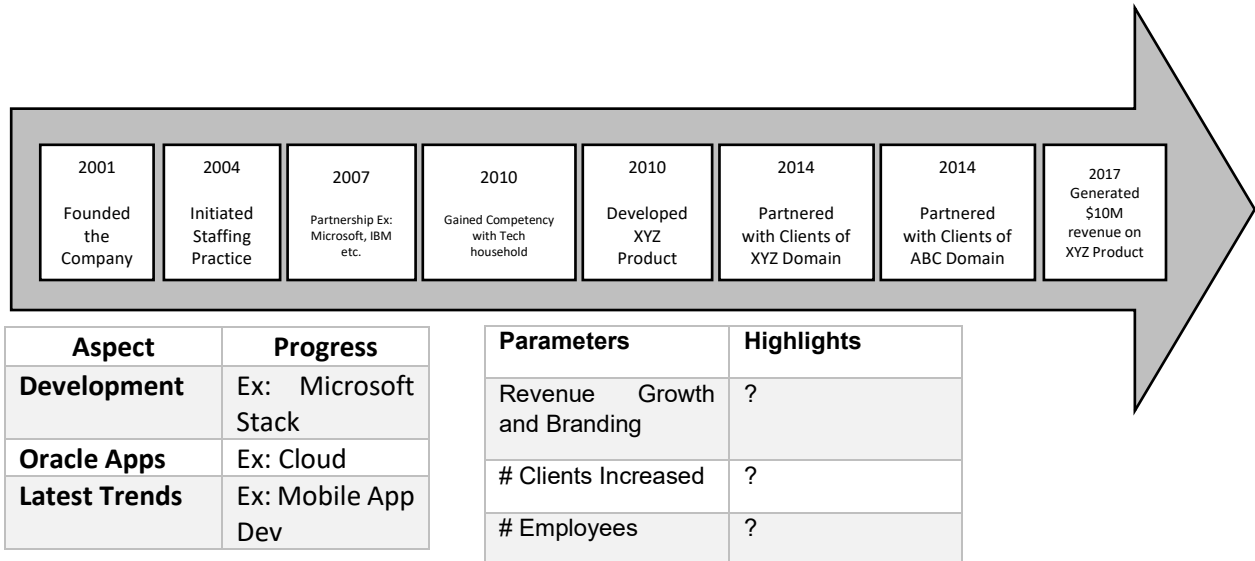 2001
Founded
the
Company
2004
Initiated
Staffing
Practice
2007
Partnership Ex:
Microsoft, IBM
etc.
2010
Gained Competency
with Tech
household
2010
Developed
XYZ
Product
2014
Partnered
with Clients of
XYZ Domain
2014
Partnered
with Clients of
ABC Domain
2017
Generated
$10M
revenue on
XYZ Product
Aspect Progress
Development Ex: Microsoft
Stack
Oracle Apps Ex: Cloud
Latest Trends Ex: Mobile App
Dev
Parameters Highlights
Revenue Growth ?
and Branding
# Clients Increased ?
# Employees ?